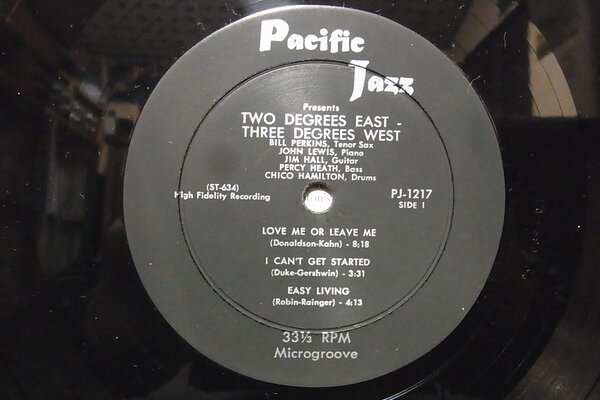 Pacific
Jazz
Presents
TWO DEGREES EAST -
THREE DEGREES WEST
BILL PERKINS, Tenor Sax
JOHN LEWIS, Piano
JIM HALL, Guitar
PERCY HEATH, Bass
CHICO HAMILTON, Drums
(ST-634)
High Fidelity Recording
PJ-1217
SIDE 1
LOVE ME OR LEAVE ME
(Donaldson-Kahn) - 8:18
I CAN'T GET STARTED
(Duke-Gershwin) - 3:31
EASY LIVING
(Robin-Rainger) - 4:13
33⅓ RPM
Microgroove